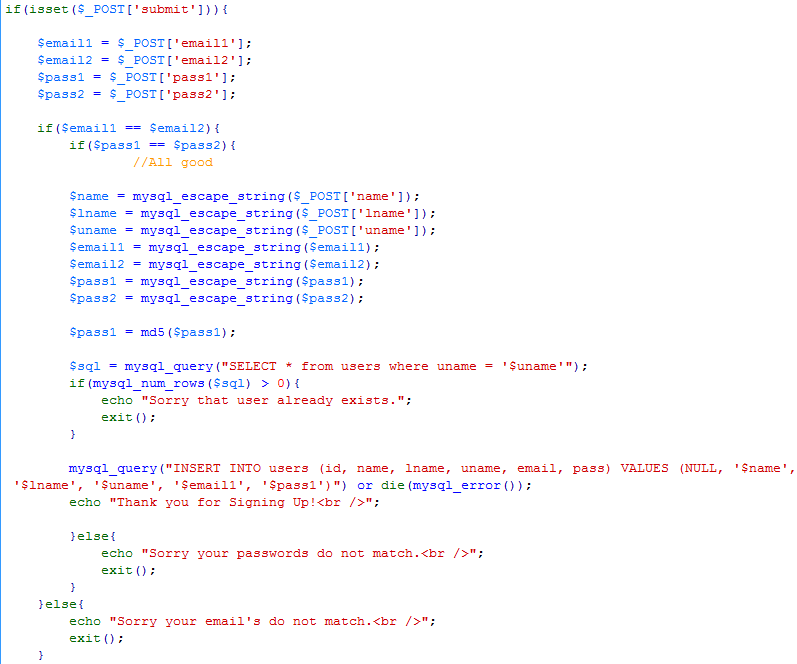 if(isset($_POST['submit'])){
$email1 = $_POST['email1'];
$email2 = $_POST['email2'];
$pass1 = $_POST['pass1'];
$pass2 = $_POST['pass2'];
if($email1 == $email2){
if($pass1 == $pass2){
//All good
$name = mysql_escape_string($_POST['name']);
$lname = mysql_escape_string($_POST['lname']);
$uname = mysql_escape_string($_POST['uname']);
$email1 = mysql_escape_string($email1);
$email2 = mysql_escape_string($email2);
$pass1 = mysql_escape_string($pass1);
$pass2 = mysql_escape_string($pass2);
$pass1 = md5($pass1);
$sql = mysql_query("SELECT * from users where uname = '$uname'");
if(mysql_num_rows($sql) > 0){
echo "Sorry that user already exists.";
exit();
}
mysql_query("INSERT INTO users (id, name, lname, uname, email, pass) VALUES (NULL, '$name',
'$lname', '$uname', '$email1', '$pass1')") or die(mysql_error());
echo "Thank you for Signing Up!<br />";
}else{
echo "Sorry your passwords do not match.<br />";
exit();
}
}else{
echo "Sorry your email's do not match.<br />";
exit();
}